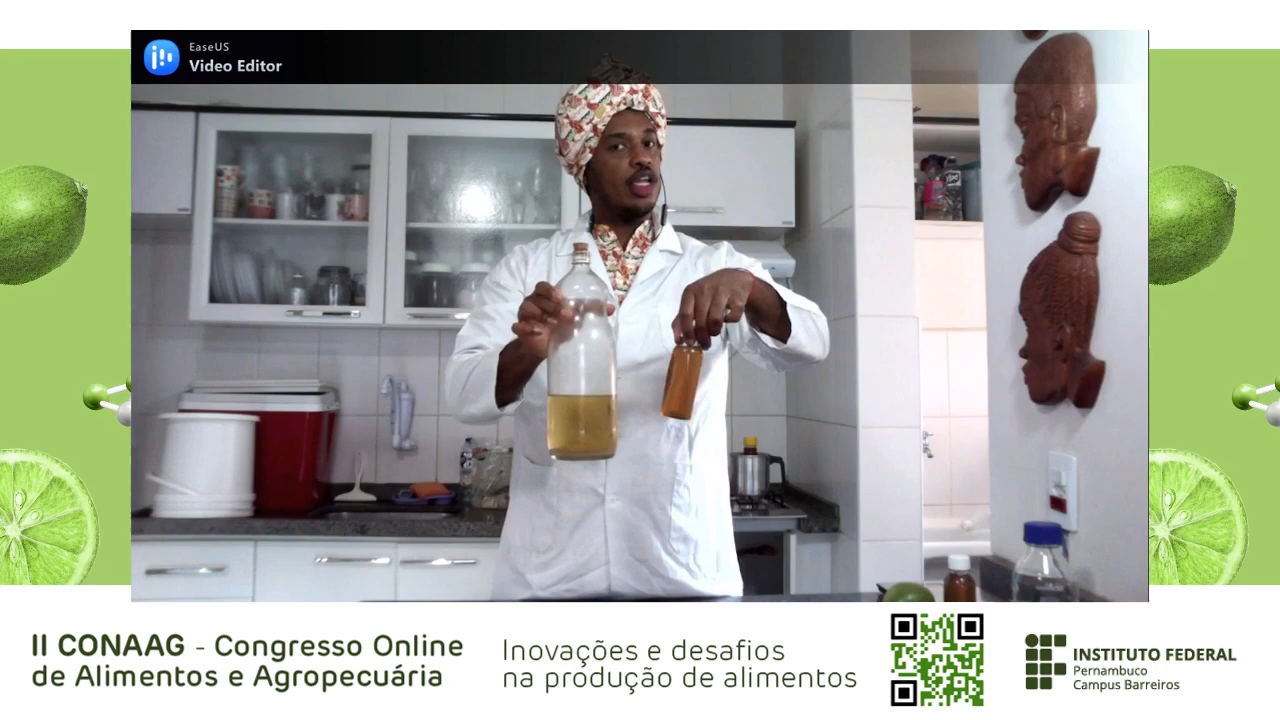 EaseUS
Video Editor
II CONAAG - Congresso Online
de Alimentos e Agropecuária
Inovações e desafios
na produção de alimentos
INSTITUTO FEDERAL
Pernambuco
Campus Barreiros